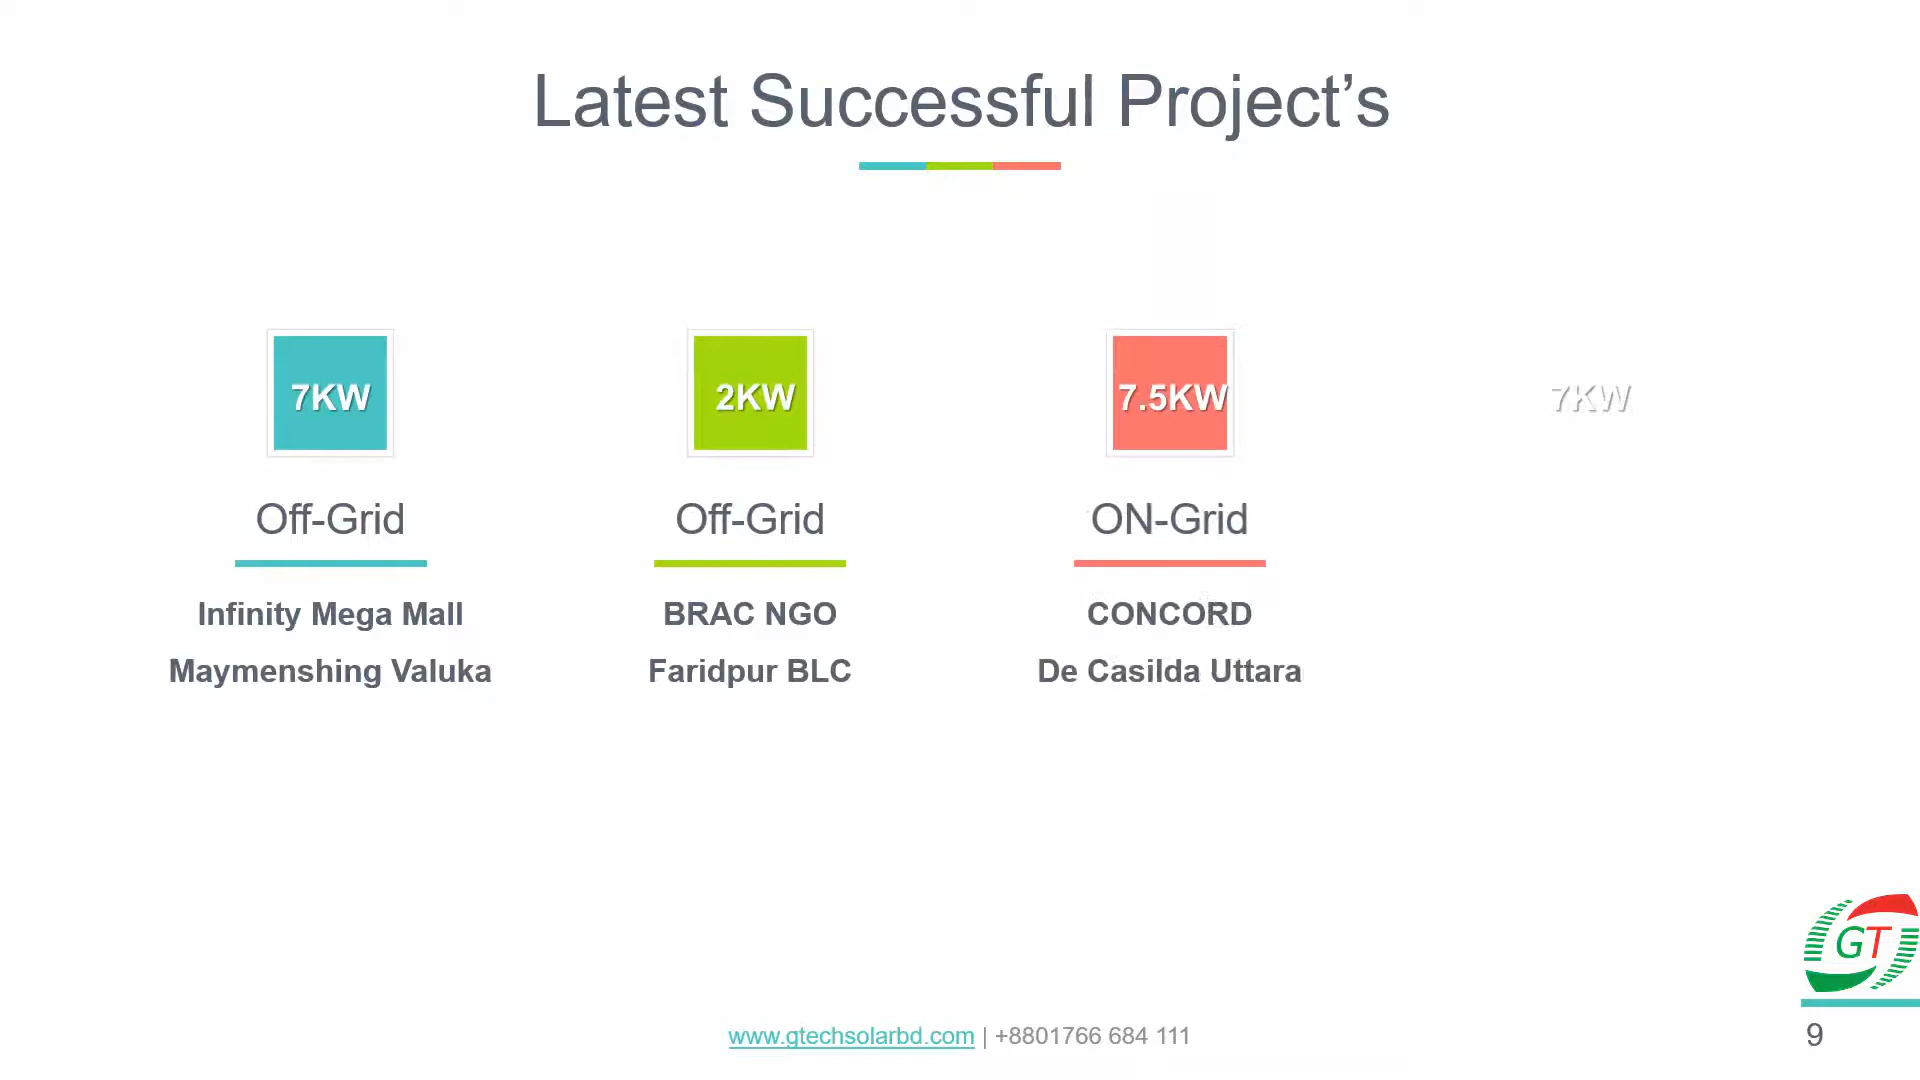 Latest Successful Project’s
7KW
2KW
7.5KW
7KW
Off-Grid
Off-Grid
ON-Grid
Infinity Mega Mall
Maymenshing Valuka
BRAC NGO
Faridpur BLC
CONCORD
De Casilda Uttara
GT
www.gtechsolarbd.com | +8801766 684 111
9